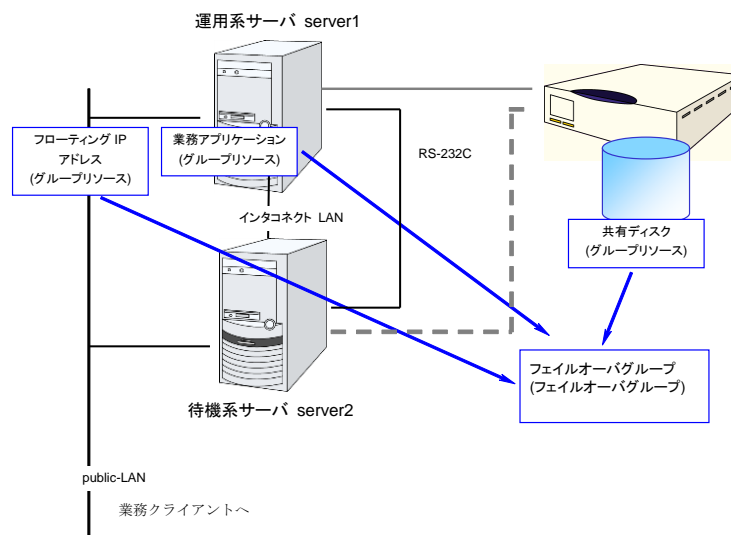 運用系サーバ server1
フローティング IP
アドレス
(グループリソース)
業務アプリケーション
(グループリソース)
RS-232C
インタコネクト LAN
共有ディスク
(グループリソース)
フェイルオーバグループ
(フェイルオーバグループ)
待機系サーバ server2
public-LAN
業務クライアントへ